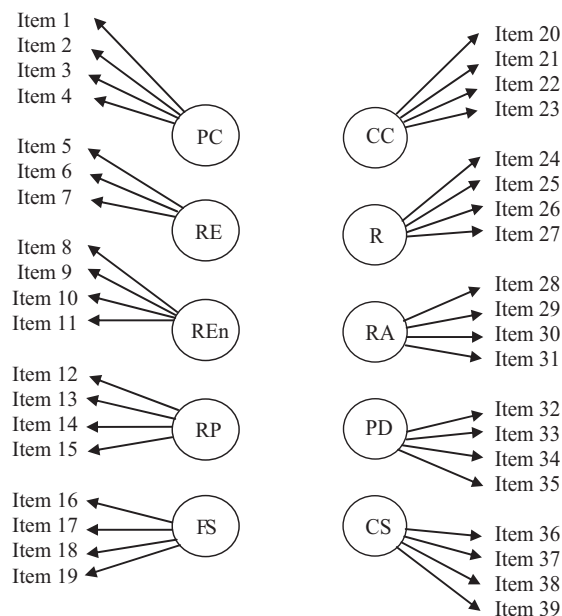 Item 1
Item 2
Item 3
Item 4
PC
Item 5
Item 6
Item 7
RE
Item 8
Item 9
Item 10
Item 11
REn
Item 12
Item 13
Item 14
Item 15
RP
Item 16
Item 17
Item 18
Item 19
FS
Item 20
Item 21
Item 22
Item 23
CC
Item 24
Item 25
Item 26
Item 27
R
Item 28
Item 29
Item 30
Item 31
RA
Item 32
Item 33
Item 34
Item 35
PD
Item 36
Item 37
Item 38
Item 39
CS